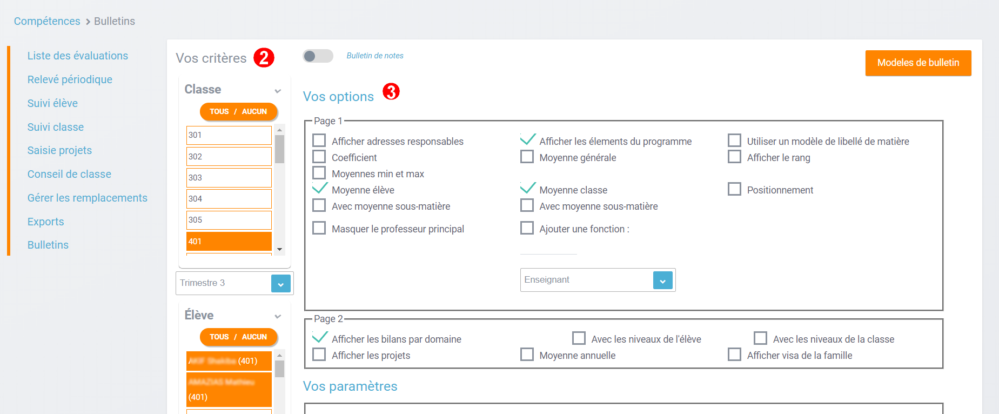 Compétences > Bulletins
Liste des évaluations
Relevé périodique
Suivi élève
Suivi classe
Saisie projets
Conseil de classe
Gérer les remplacements
Exports
Bulletins
Vos critères 2
Classe
TOUS / AUCUN
301
302
303
304
305
401
Trimestre 3
Élève
TOUS / AUCUN
(401)
AMAZIAS Mathieu
(401)
Bulletin de notes
Modeles de bulletin
Vos options 3
Page 1
Afficher adresses responsables
Afficher les élements du programme
Utiliser un modèle de libellé de matière
Coefficient
Moyenne générale
Afficher le rang
Moyennes min et max
Moyenne élève
Moyenne classe
Positionnement
Avec moyenne sous-matière
Avec moyenne sous-matière
Masquer le professeur principal
Ajouter une fonction :
Enseignant
Page 2
Afficher les bilans par domaine
Avec les niveaux de l'élève
Avec les niveaux de la classe
Afficher les projets
Moyenne annuelle
Afficher visa de la famille
Vos paramètres